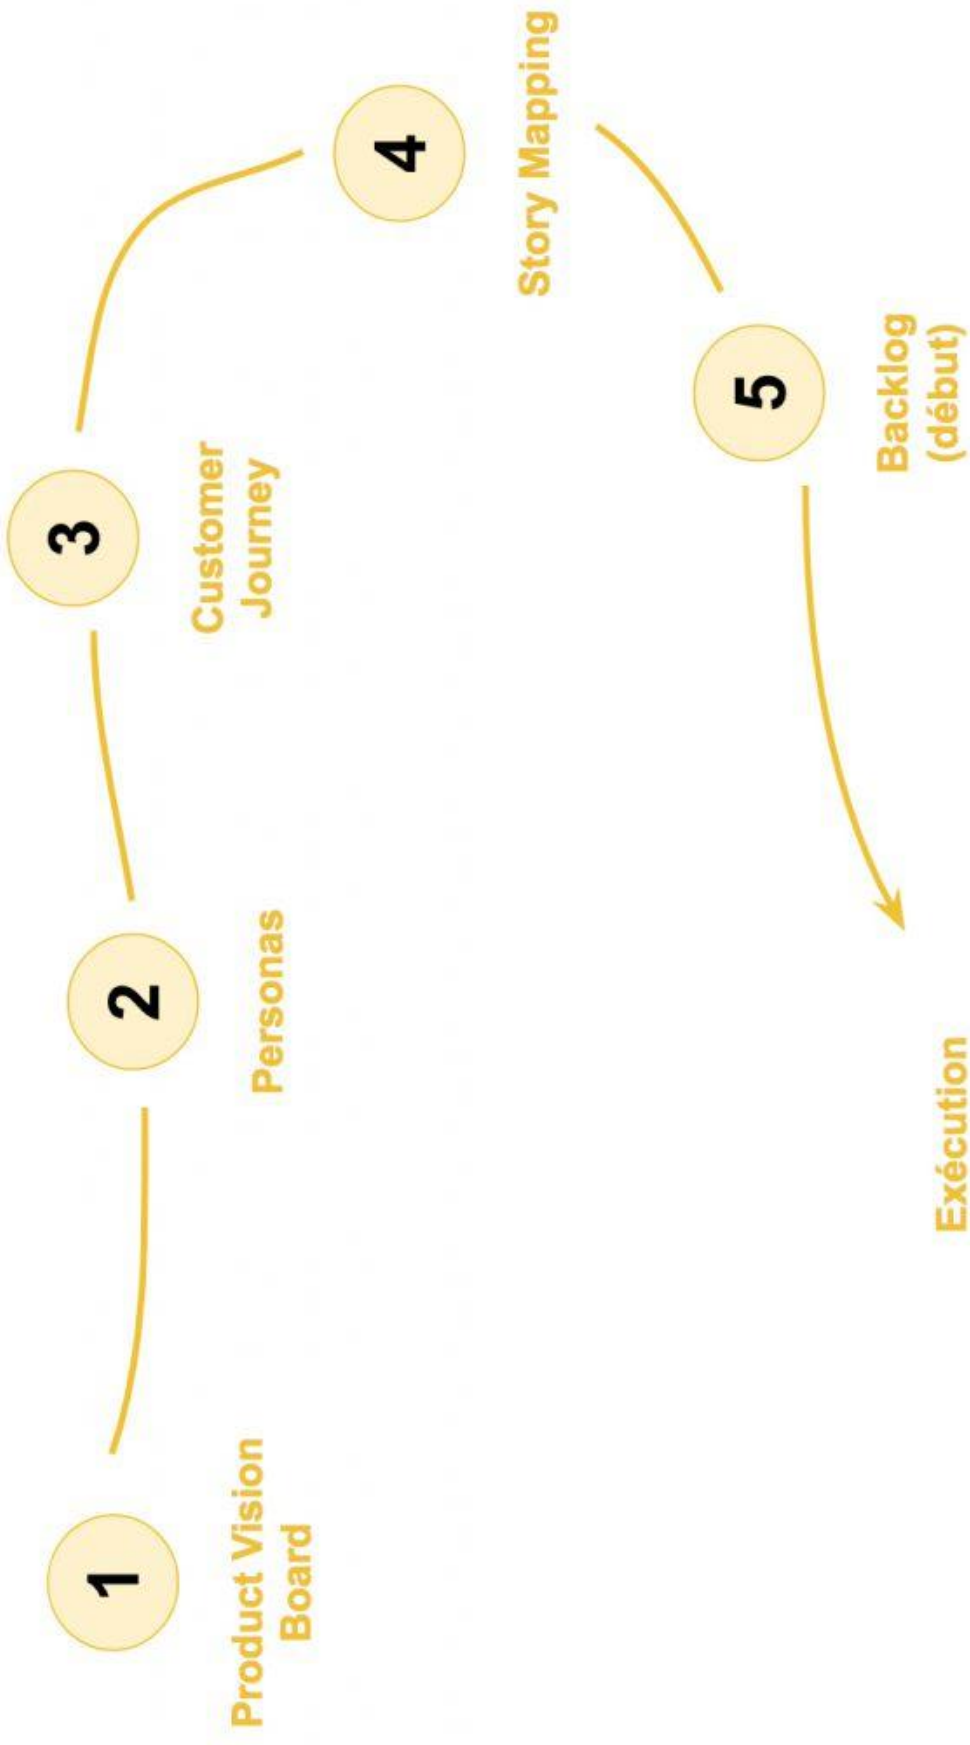 1
Product Vision
Board
2
Personas
3
Customer
Journey
4
Story Mapping
5
Backlog
(début)
Exécution